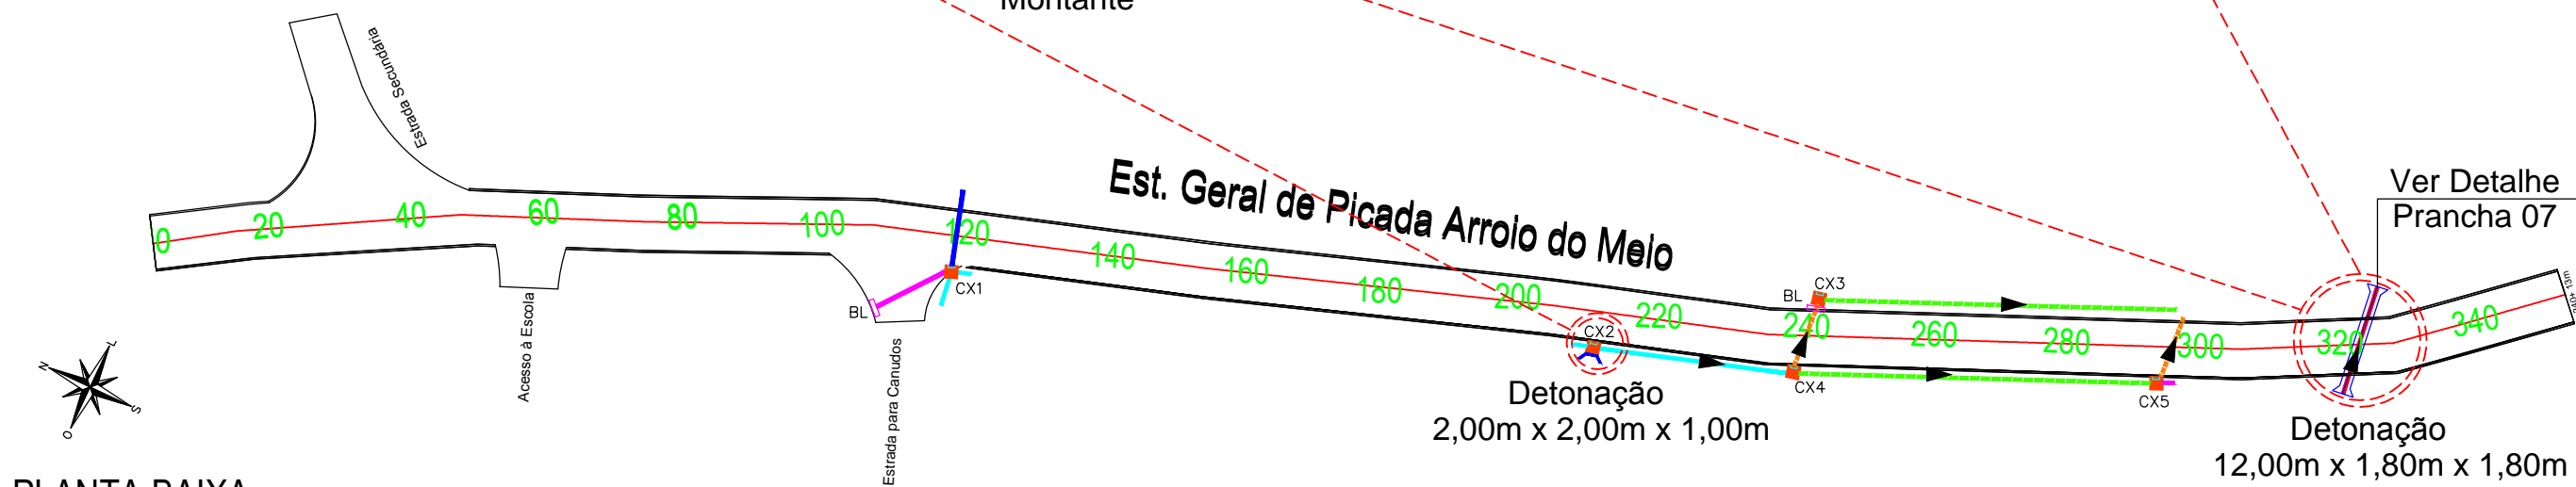 Montante
Estrada Secundária
Est. Geral de Picada Arroio do Meio
Ver Detalhe
Prancha 07
0
20
40
60
80
100
120
140
160
180
200
220
240
260
280
300
320
340
CX1
BL
CX2
BL
CX3
CX4
CX5
Acesso à Escola
Estrada para Canudos
Detonação
2,00m x 2,00m x 1,00m
Detonação
12,00m x 1,80m x 1,80m
N
L
S
O
PLANTA BAIXA